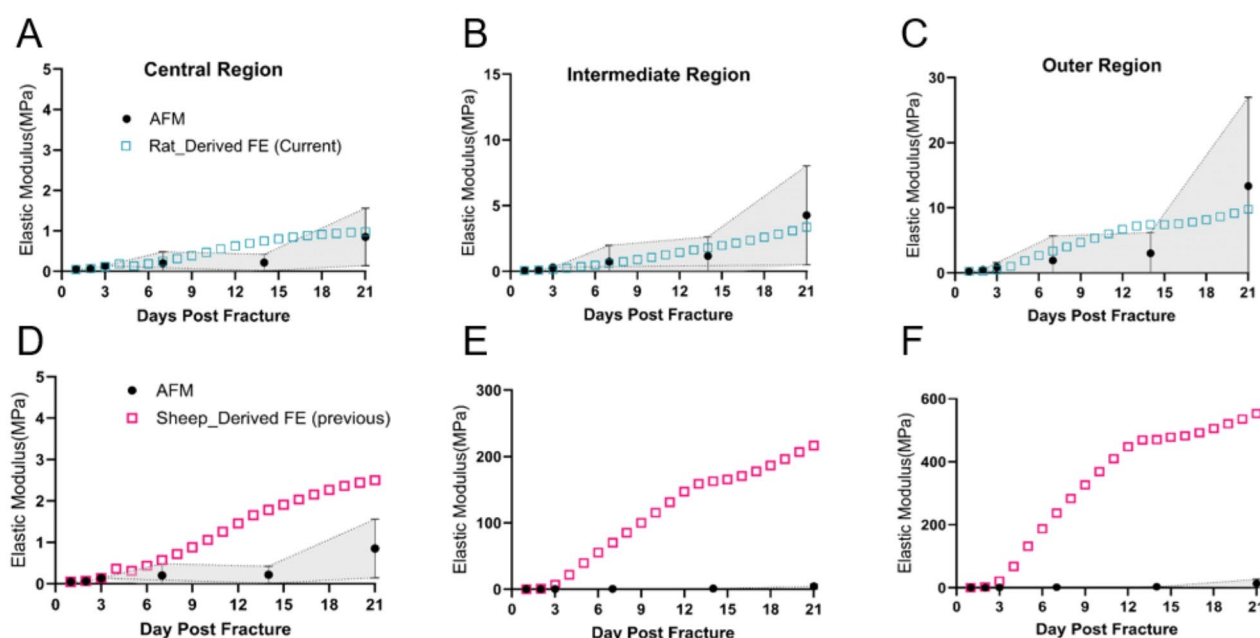 A
Central Region
Elastic Modulus(MPa)
5
4
3
2
1
0
AFM
Rat_Derived FE (Current)
0 3 6 9 12 15 18 21
Days Post Fracture
B
Intermediate Region
Elastic Modulus(MPa)
15
10
5
0
0 3 6 9 12 15 18 21
Days Post Fracture
C
Outer Region
Elastic Modulus(MPa)
30
20
10
0
0 3 6 9 12 15 18 21
Days Post Fracture
D
Elastic Modulus(MPa)
5
4
3
2
1
0
AFM
Sheep_Derived FE (previous)
0 3 6 9 12 15 18 21
Day Post Fracture
E
Elastic Modulus(MPa)
300
200
100
0
0 3 6 9 12 15 18 21
Day Post Fracture
F
Elastic Modulus(MPa)
600
400
200
0
0 3 6 9 12 15 18 21
Day Post Fracture